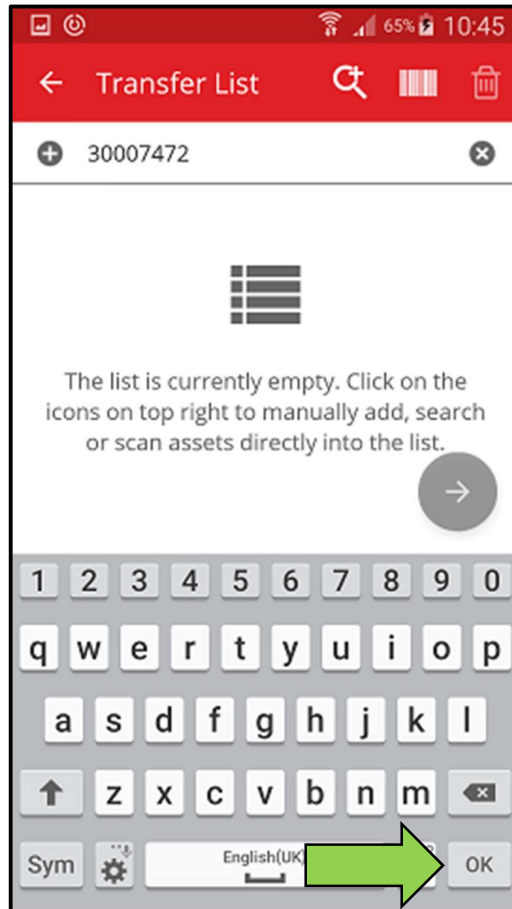 65% 10:45
Transfer List
30007472
The list is currently empty. Click on the
icons on top right to manually add, search
or scan assets directly into the list.
1 2 3 4 5 6 7 8 9 0
q w e r t y u i o p
a s d f g h j k l
z x c v b n m
Sym English(UK) OK